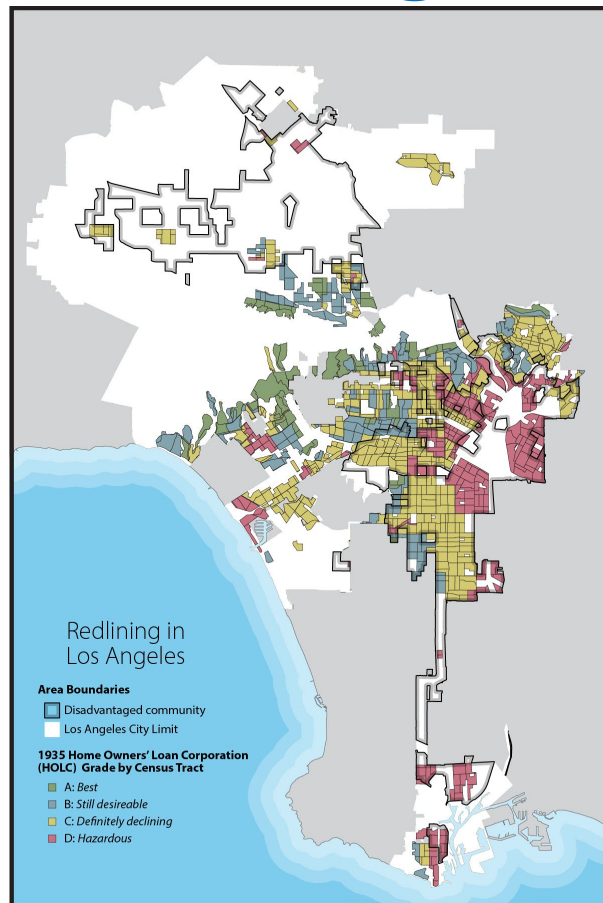 Redlining in
Los Angeles
Area Boundaries
Disadvantaged community
Los Angeles City Limit
1935 Home Owners' Loan Corporation
(HOLC) Grade by Census Tract
A: Best
B: Still desireable
C: Definitely declining
D: Hazardous